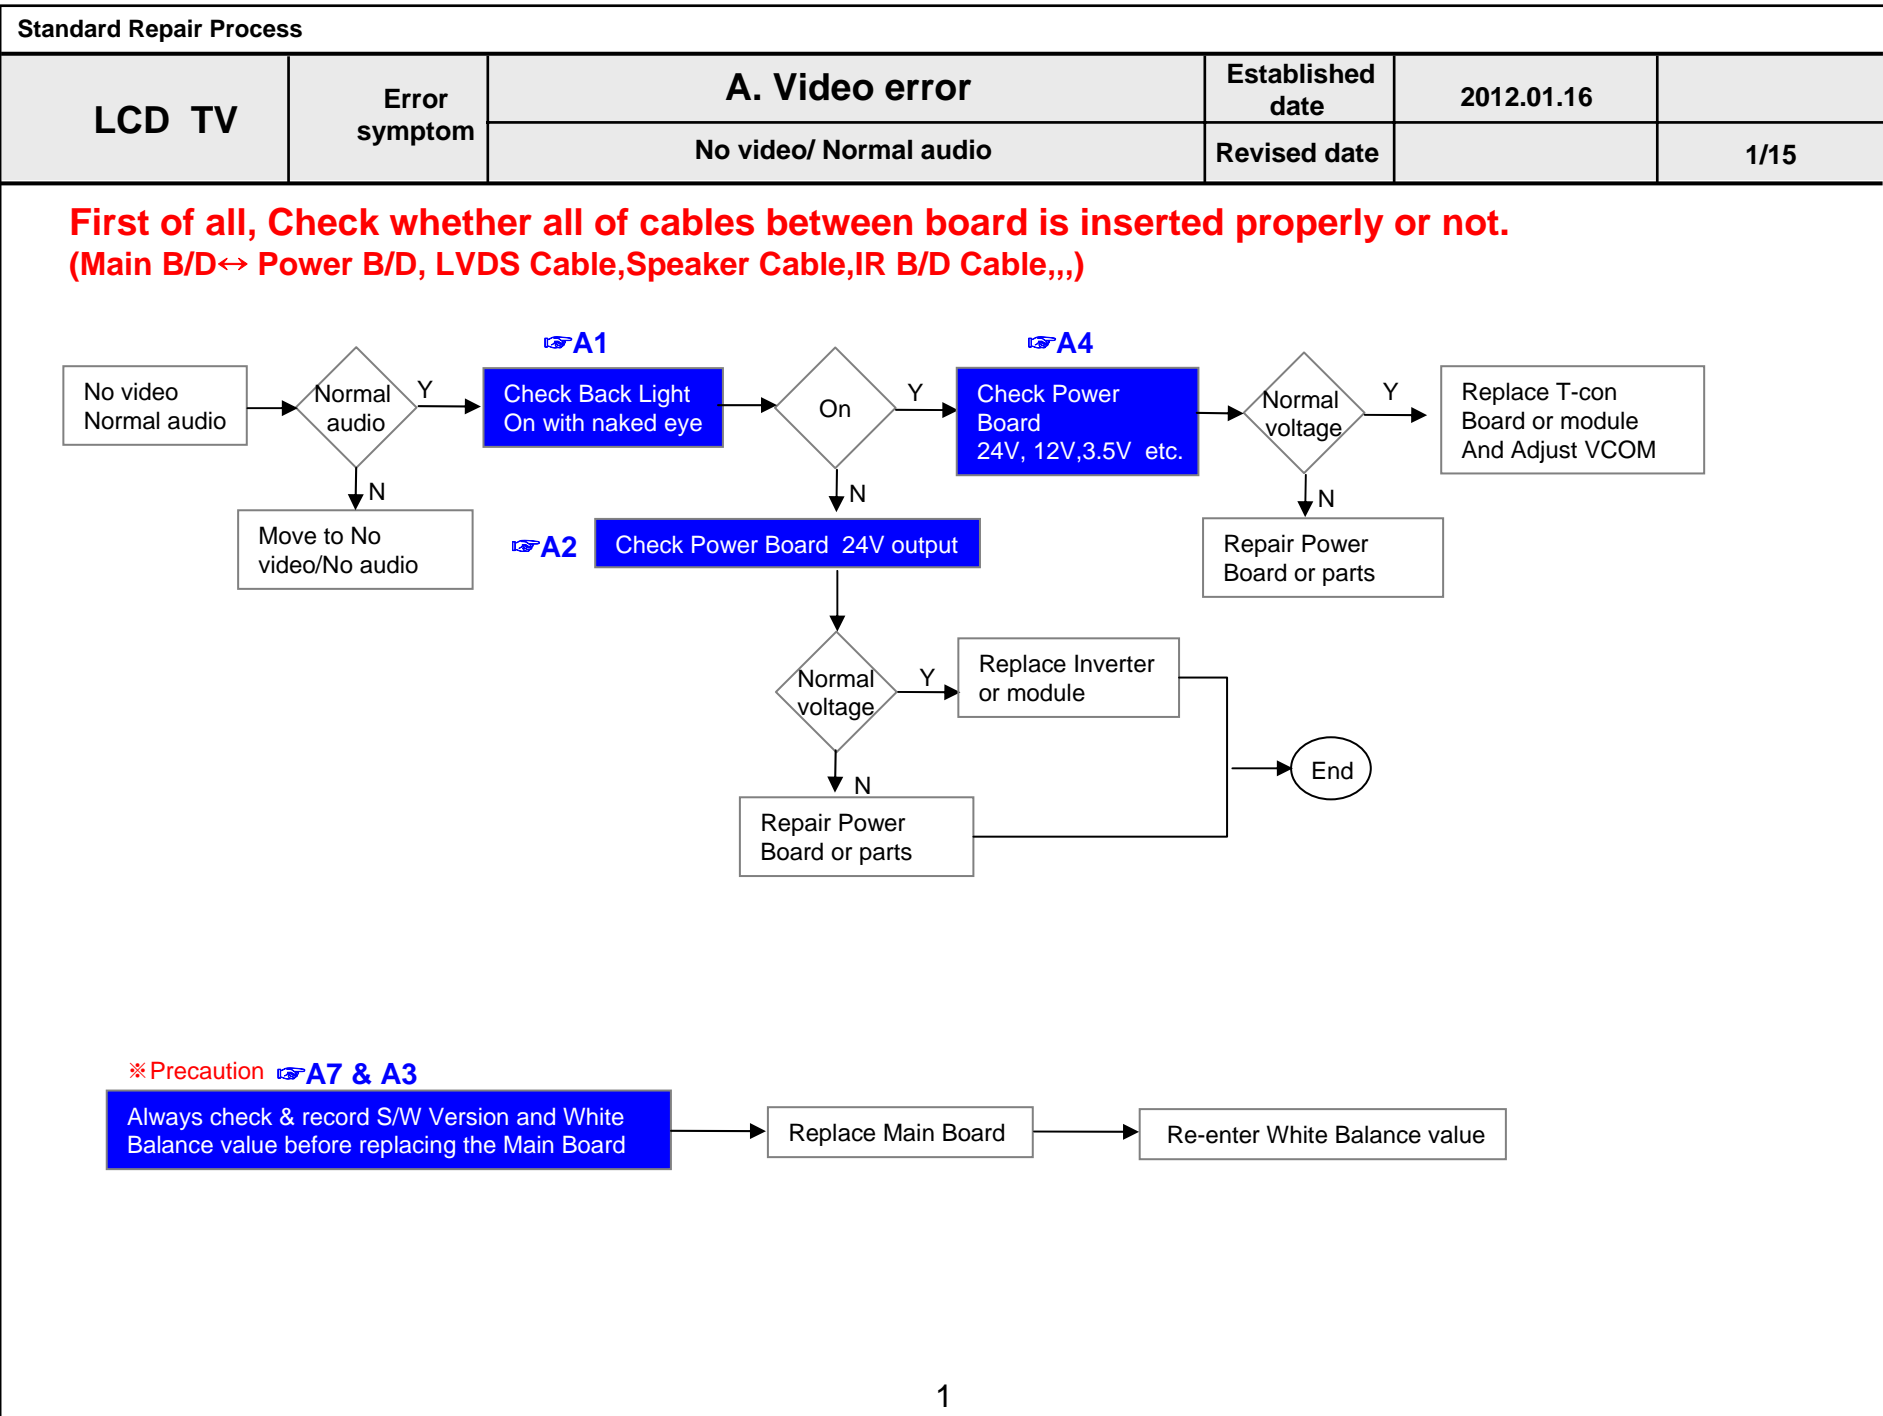 Standard Repair Process
LCD TV
Error
symptom
A. Video error
Established
date
2012.01.16
No video/ Normal audio
Revised date
1/15
First of all, Check whether all of cables between board is inserted properly or not.
(Main B/D↔ Power B/D, LVDS Cable,Speaker Cable,IR B/D Cable,,,)
☞A1
☞A4
No video
Normal audio
Normal
audio
Y
Check Back Light
On with naked eye
On
Y
Check Power
Board
24V, 12V,3.5V etc.
Normal
voltage
Y
Replace T-con
Board or module
And Adjust VCOM
N
N
N
Move to No
video/No audio
☞A2
Check Power Board 24V output
Repair Power
Board or parts
Normal
voltage
Y
Replace Inverter
or module
End
N
Repair Power
Board or parts
※Precaution ☞A7 & A3
Always check & record S/W Version and White
Balance value before replacing the Main Board
Replace Main Board
Re-enter White Balance value
1